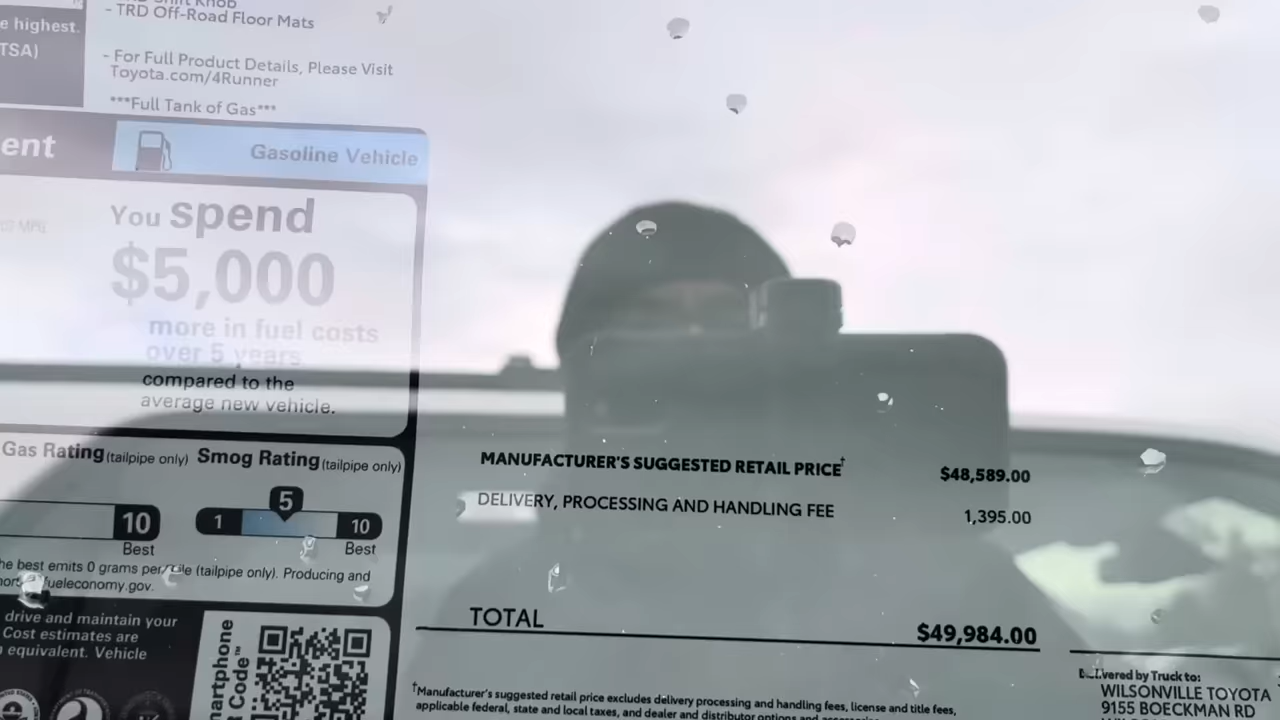 - TRD Off-Road Floor Mats
e highest.
TSA)
- For Full Product Details, Please Visit
Toyota.com/4Runner
***Full Tank of Gas***
ent
Gasoline Vehicle
You spend
$5,000
more in fuel costs
over 5 years
compared to the
average new vehicle.
Gas Rating (tailpipe only)
Smog Rating (tailpipe only)
10
Best
5
1
10
Best
he best emits 0 grams per mile (tailpipe only). Producing and
fueleconomy.gov.
drive and maintain your
Cost estimates are
equivalent. Vehicle
martphone
Code™
MANUFACTURER'S SUGGESTED RETAIL PRICE† $48,589.00
DELIVERY, PROCESSING AND HANDLING FEE 1,395.00
TOTAL $49,984.00
†Manufacturer's suggested retail price excludes delivery processing and handling fees, license and title fees,
applicable federal, state and local taxes, and dealer and distributor options and
Delivered by Truck to:
WILSONVILLE TOYOTA
9155 BOECKMAN RD